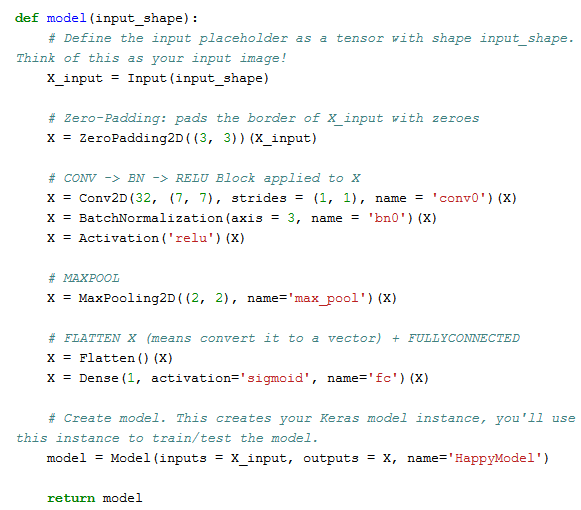 def model(input_shape):
    # Define the input placeholder as a tensor with shape input_shape.
Think of this as your input image!
    X_input = Input(input_shape)

    # Zero-Padding: pads the border of X_input with zeroes
    X = ZeroPadding2D((3, 3))(X_input)

    # CONV -> BN -> RELU Block applied to X
    X = Conv2D(32, (7, 7), strides = (1, 1), name = 'conv0')(X)
    X = BatchNormalization(axis = 3, name = 'bn0')(X)
    X = Activation('relu')(X)

    # MAXPOOL
    X = MaxPooling2D((2, 2), name='max_pool')(X)

    # FLATTEN X (means convert it to a vector) + FULLYCONNECTED
    X = Flatten()(X)
    X = Dense(1, activation='sigmoid', name='fc')(X)

    # Create model. This creates your Keras model instance, you'll use
this instance to train/test the model.
    model = Model(inputs = X_input, outputs = X, name='HappyModel')

    return model